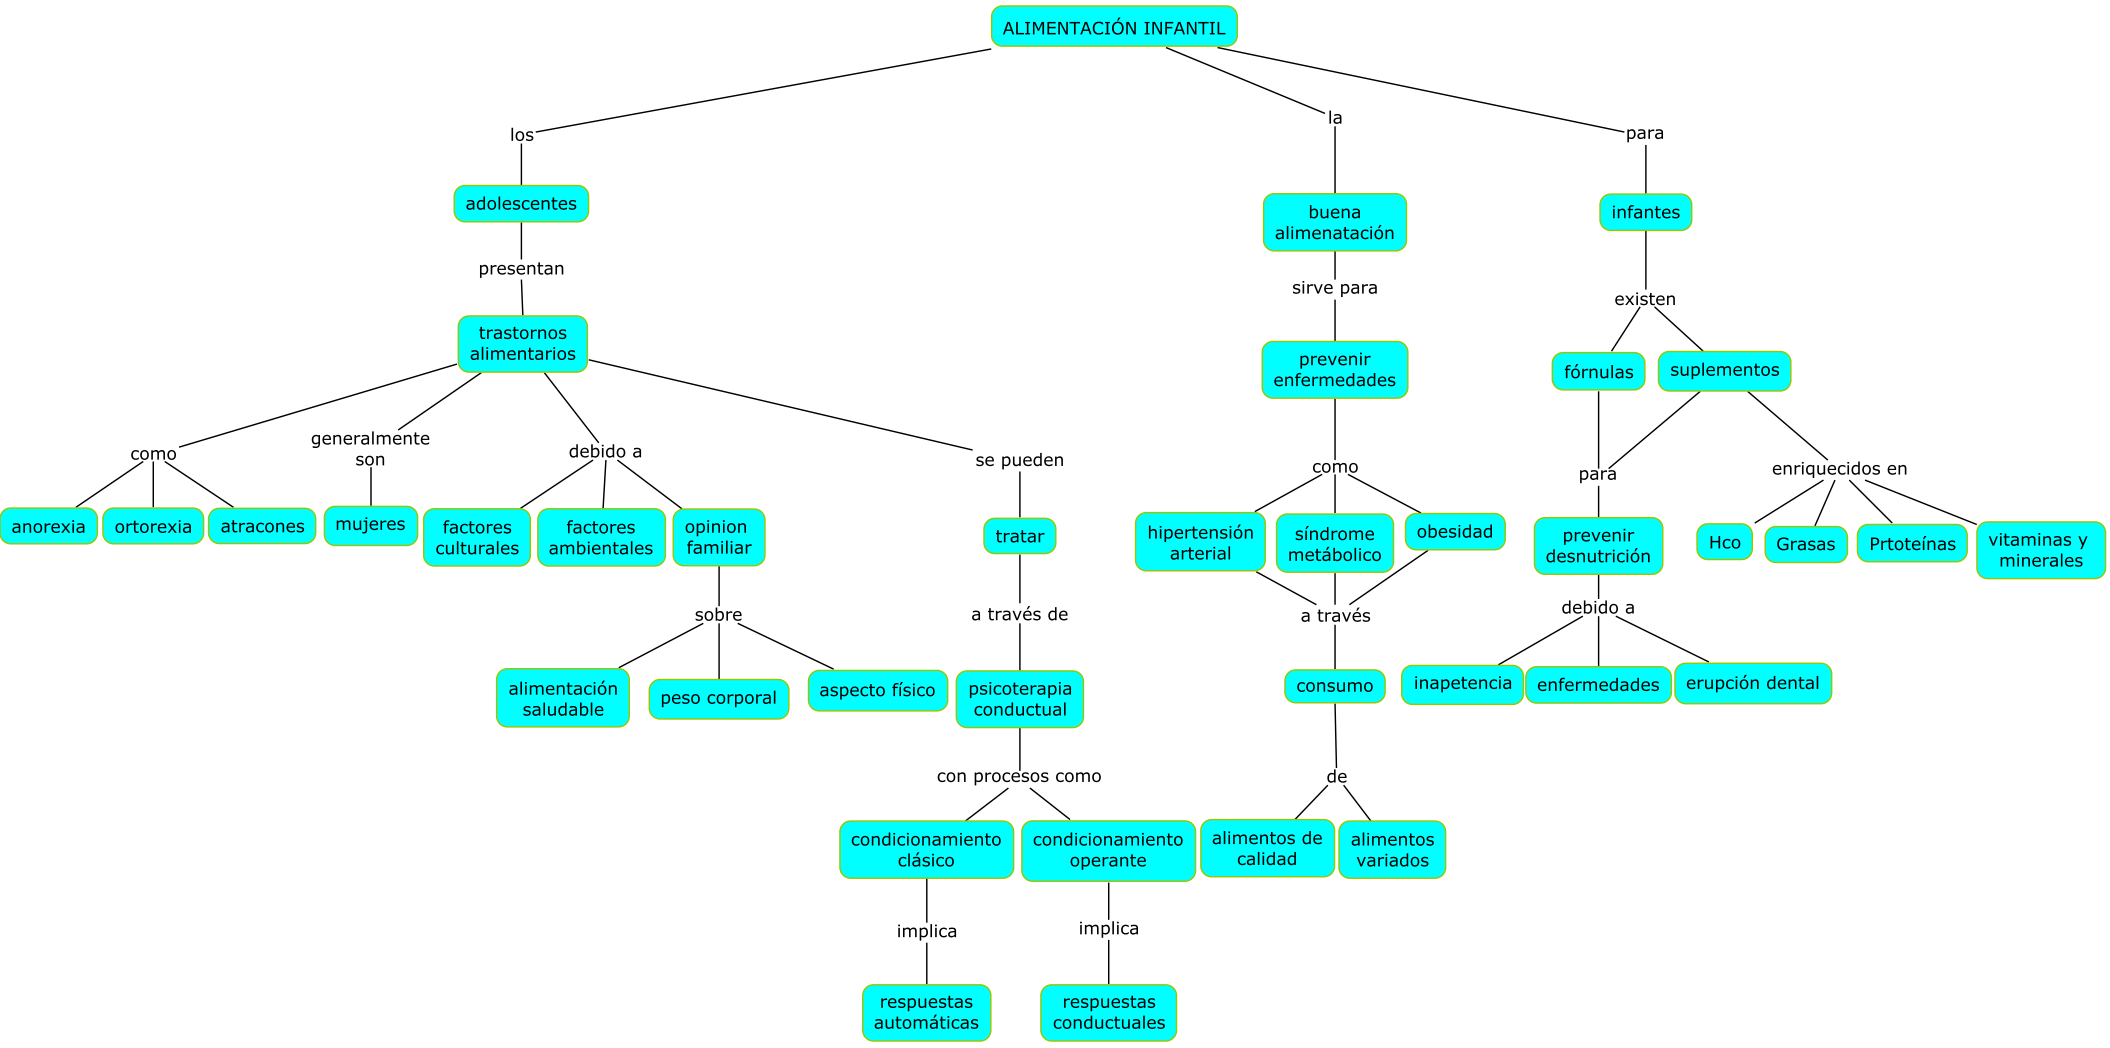 ALIMENTACIÓN INFANTIL
los
la
para
adolescentes
buena
alimenatación
infantes
presentan
sirve para
existen
trastornos
alimentarios
prevenir
enfermedades
fórnulas
suplementos
como
generalmente
son
debido a
se pueden
como
para
enriquecidos en
anorexia
ortorexia
atracones
mujeres
factores
culturales
factores
ambientales
opinion
familiar
tratar
hipertensión
arterial
síndrome
metábolico
obesidad
prevenir
desnutrición
Hco
Grasas
Prtoteínas
vitaminas y
minerales
sobre
a través de
a través
debido a
alimentación
saludable
peso corporal
aspecto físico
psicoterapia
conductual
consumo
inapetencia
enfermedades
erupción dental
con procesos como
de
condicionamiento
clásico
condicionamiento
operante
alimentos de
calidad
alimentos
variados
implica
implica
respuestas
automáticas
respuestas
conductuales